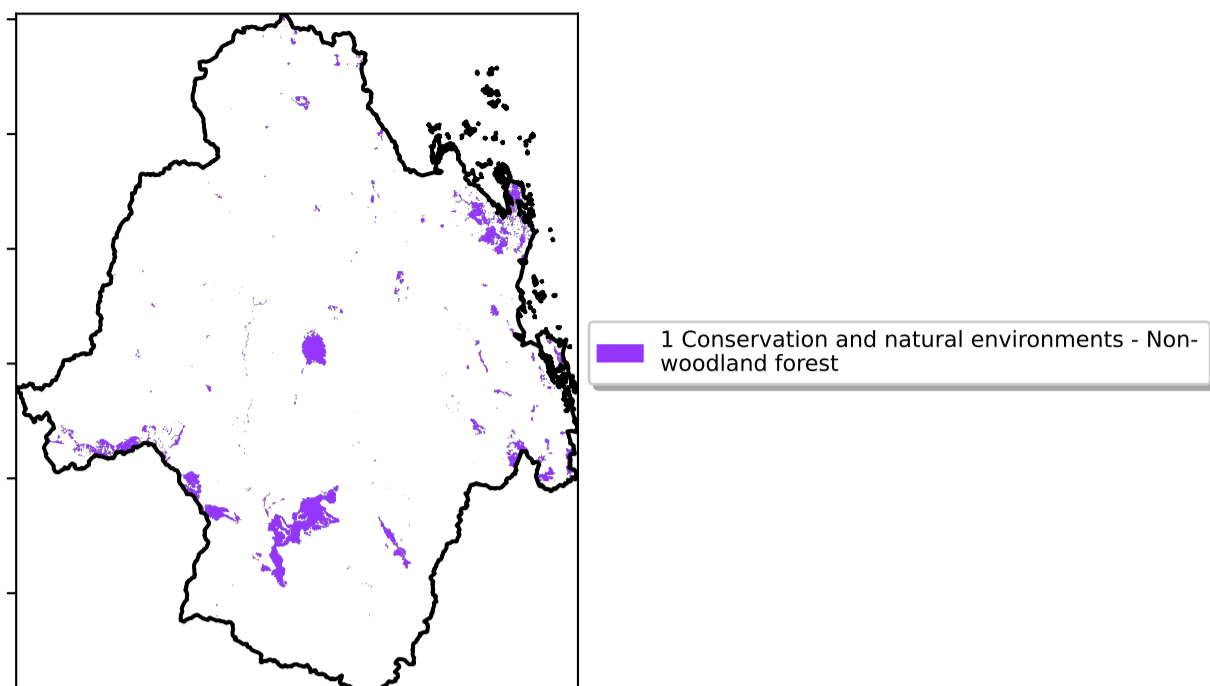 1 Conservation and natural environments - Non-
woodland forest